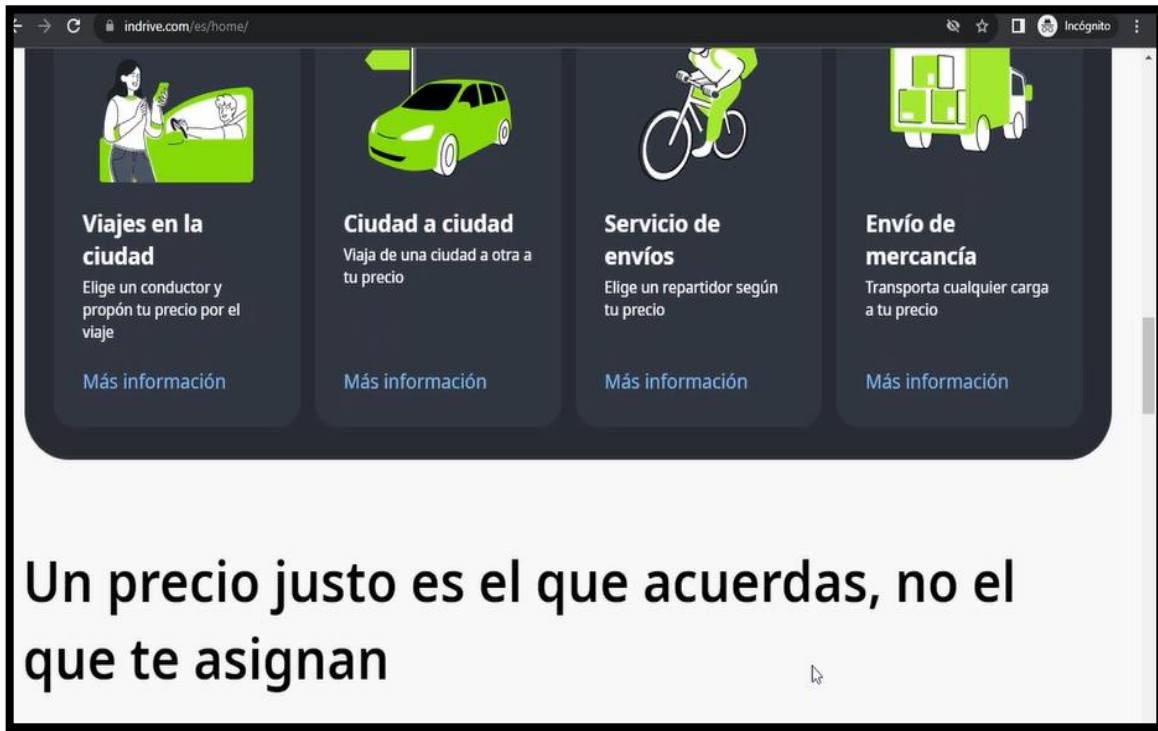 indrive.com/es/home/
Incógnito
Viajes en la
ciudad
Elige un conductor y
propón tu precio por el
viaje
Más información
Ciudad a ciudad
Viaja de una ciudad a otra a
tu precio
Más información
Servicio de
envíos
Elige un repartidor según
tu precio
Más información
Envío de
mercancía
Transporta cualquier carga
a tu precio
Más información
Un precio justo es el que acuerdas, no el
que te asignan